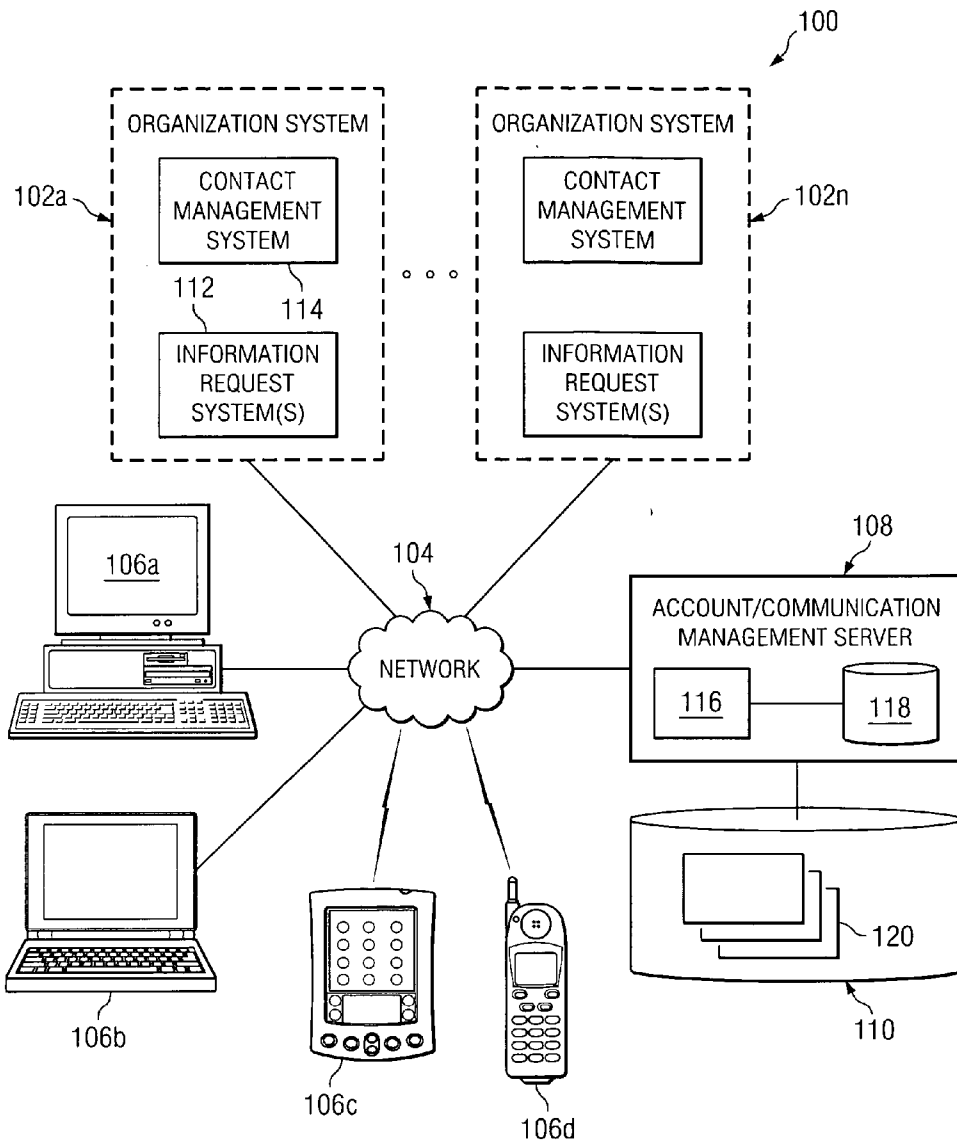 100
ORGANIZATION SYSTEM
CONTACT
MANAGEMENT
SYSTEM
102a
112
114
INFORMATION
REQUEST
SYSTEM(S)
ORGANIZATION SYSTEM
CONTACT
MANAGEMENT
SYSTEM
102n
INFORMATION
REQUEST
SYSTEM(S)
106a
104
NETWORK
108
ACCOUNT/COMMUNICATION
MANAGEMENT SERVER
116
118
120
110
106b
106c
106d